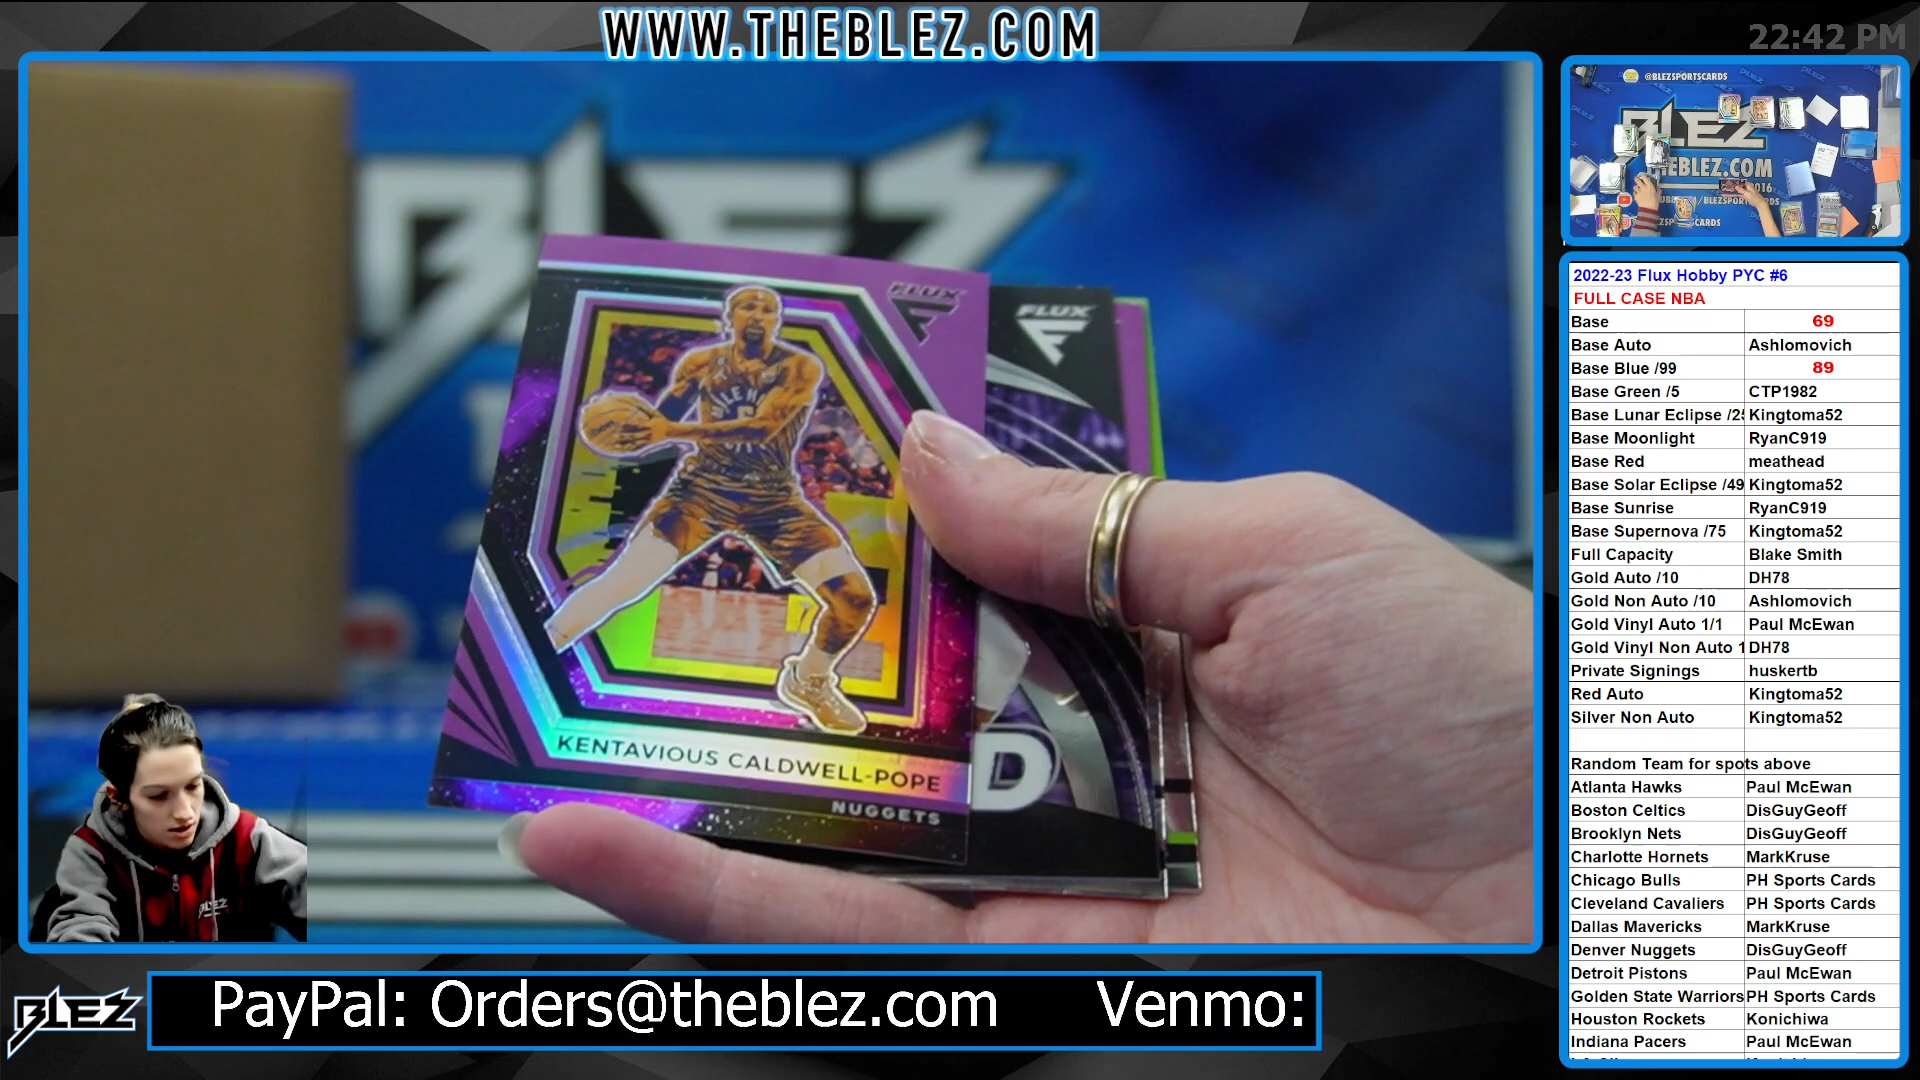 WWW.THEBLEZ.COM
22:42 PM
BLEZ
FLUX
FLUX
KENTAVIOUS CALDWELL-POPE
NUGGETS
D
@BLEZSPORTSCARDS
BLEZ
2022-23 Flux Hobby PYC #6
FULL CASE NBA
Base 69
Base Auto Ashlomovich
Base Blue /99 89
Base Green /5 CTP1982
Base Lunar Eclipse /25 Kingtoma52
Base Moonlight RyanC919
Base Red meathead
Base Solar Eclipse /49 Kingtoma52
Base Sunrise RyanC919
Base Supernova /75 Kingtoma52
Full Capacity Blake Smith
Gold Auto /10 DH78
Gold Non Auto /10 Ashlomovich
Gold Vinyl Auto 1/1 Paul McEwan
Gold Vinyl Non Auto 1 DH78
Private Signings huskertb
Red Auto Kingtoma52
Silver Non Auto Kingtoma52
Random Team for spots above
Atlanta Hawks Paul McEwan
Boston Celtics DisGuyGeoff
Brooklyn Nets DisGuyGeoff
Charlotte Hornets MarkKruse
Chicago Bulls PH Sports Cards
Cleveland Cavaliers PH Sports Cards
Dallas Mavericks MarkKruse
Denver Nuggets DisGuyGeoff
Detroit Pistons Paul McEwan
Golden State Warriors PH Sports Cards
Houston Rockets Konichiwa
Indiana Pacers Paul McEwan
BLEZ
PayPal: Orders@theblez.com Venmo: